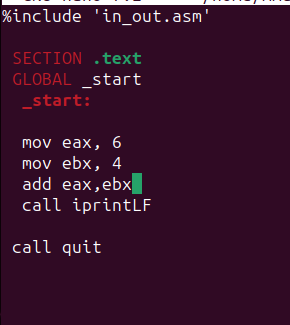 %include 'in_out.asm'
SECTION .text
GLOBAL _start
_start:
mov eax, 6
mov ebx, 4
add eax,ebx
call iprintLF
call quit